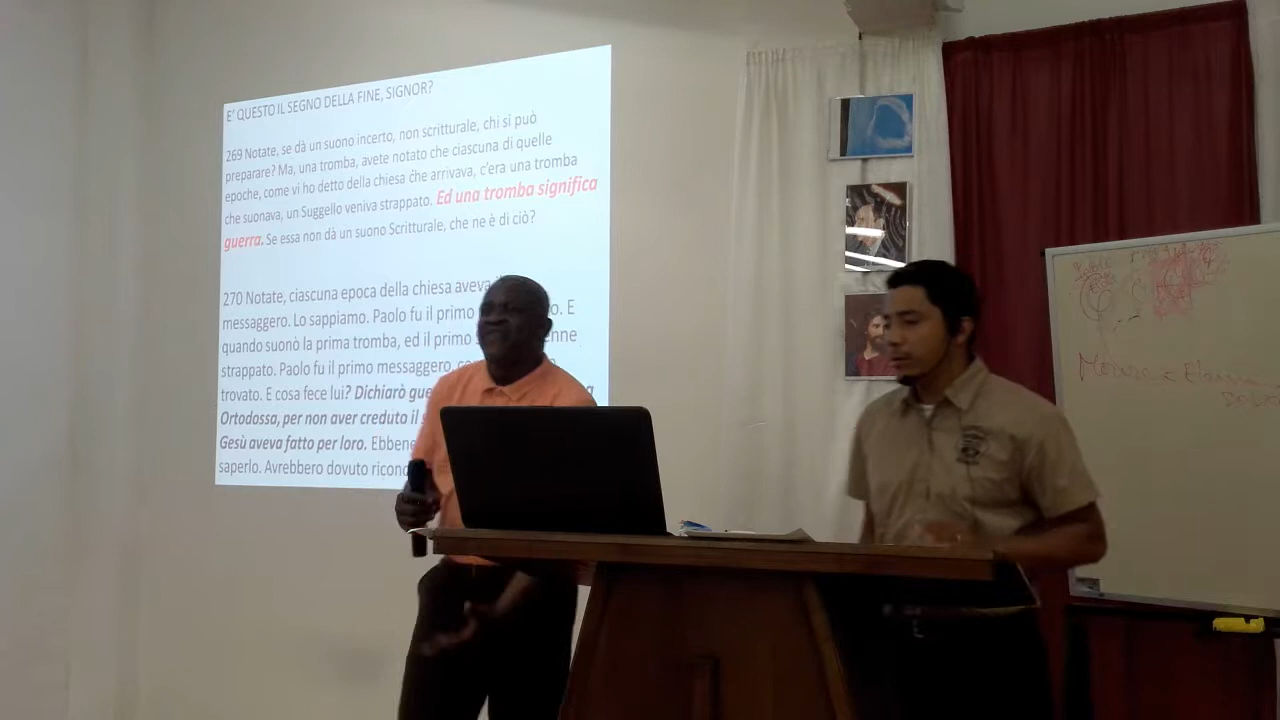 E' QUESTO IL SEGNO DELLA FINE, SIGNOR?
269 Notate, se dà un suono incerto, non scritturale, chi si può
preparare? Ma, una tromba, avete notato che ciascuna di quelle
epoche, come vi ho detto della chiesa che arrivava, c'era una tromba
che suonava, un Suggello veniva strappato. Ed una tromba significa
guerra. Se essa non dà un suono Scritturale, che ne è di ciò?
270 Notate, ciascuna epoca della chiesa aveva
messaggero. Lo sappiamo. Paolo fu il primo o. E
quando suonò la prima tromba, ed il primo enne
strappato. Paolo fu il primo messaggero,
trovato. E cosa fece lui? Dichiarò gue a
Ortodossa, per non aver creduto il
Gesù aveva fatto per loro. Ebbene
saperlo. Avrebbero dovuto ricono